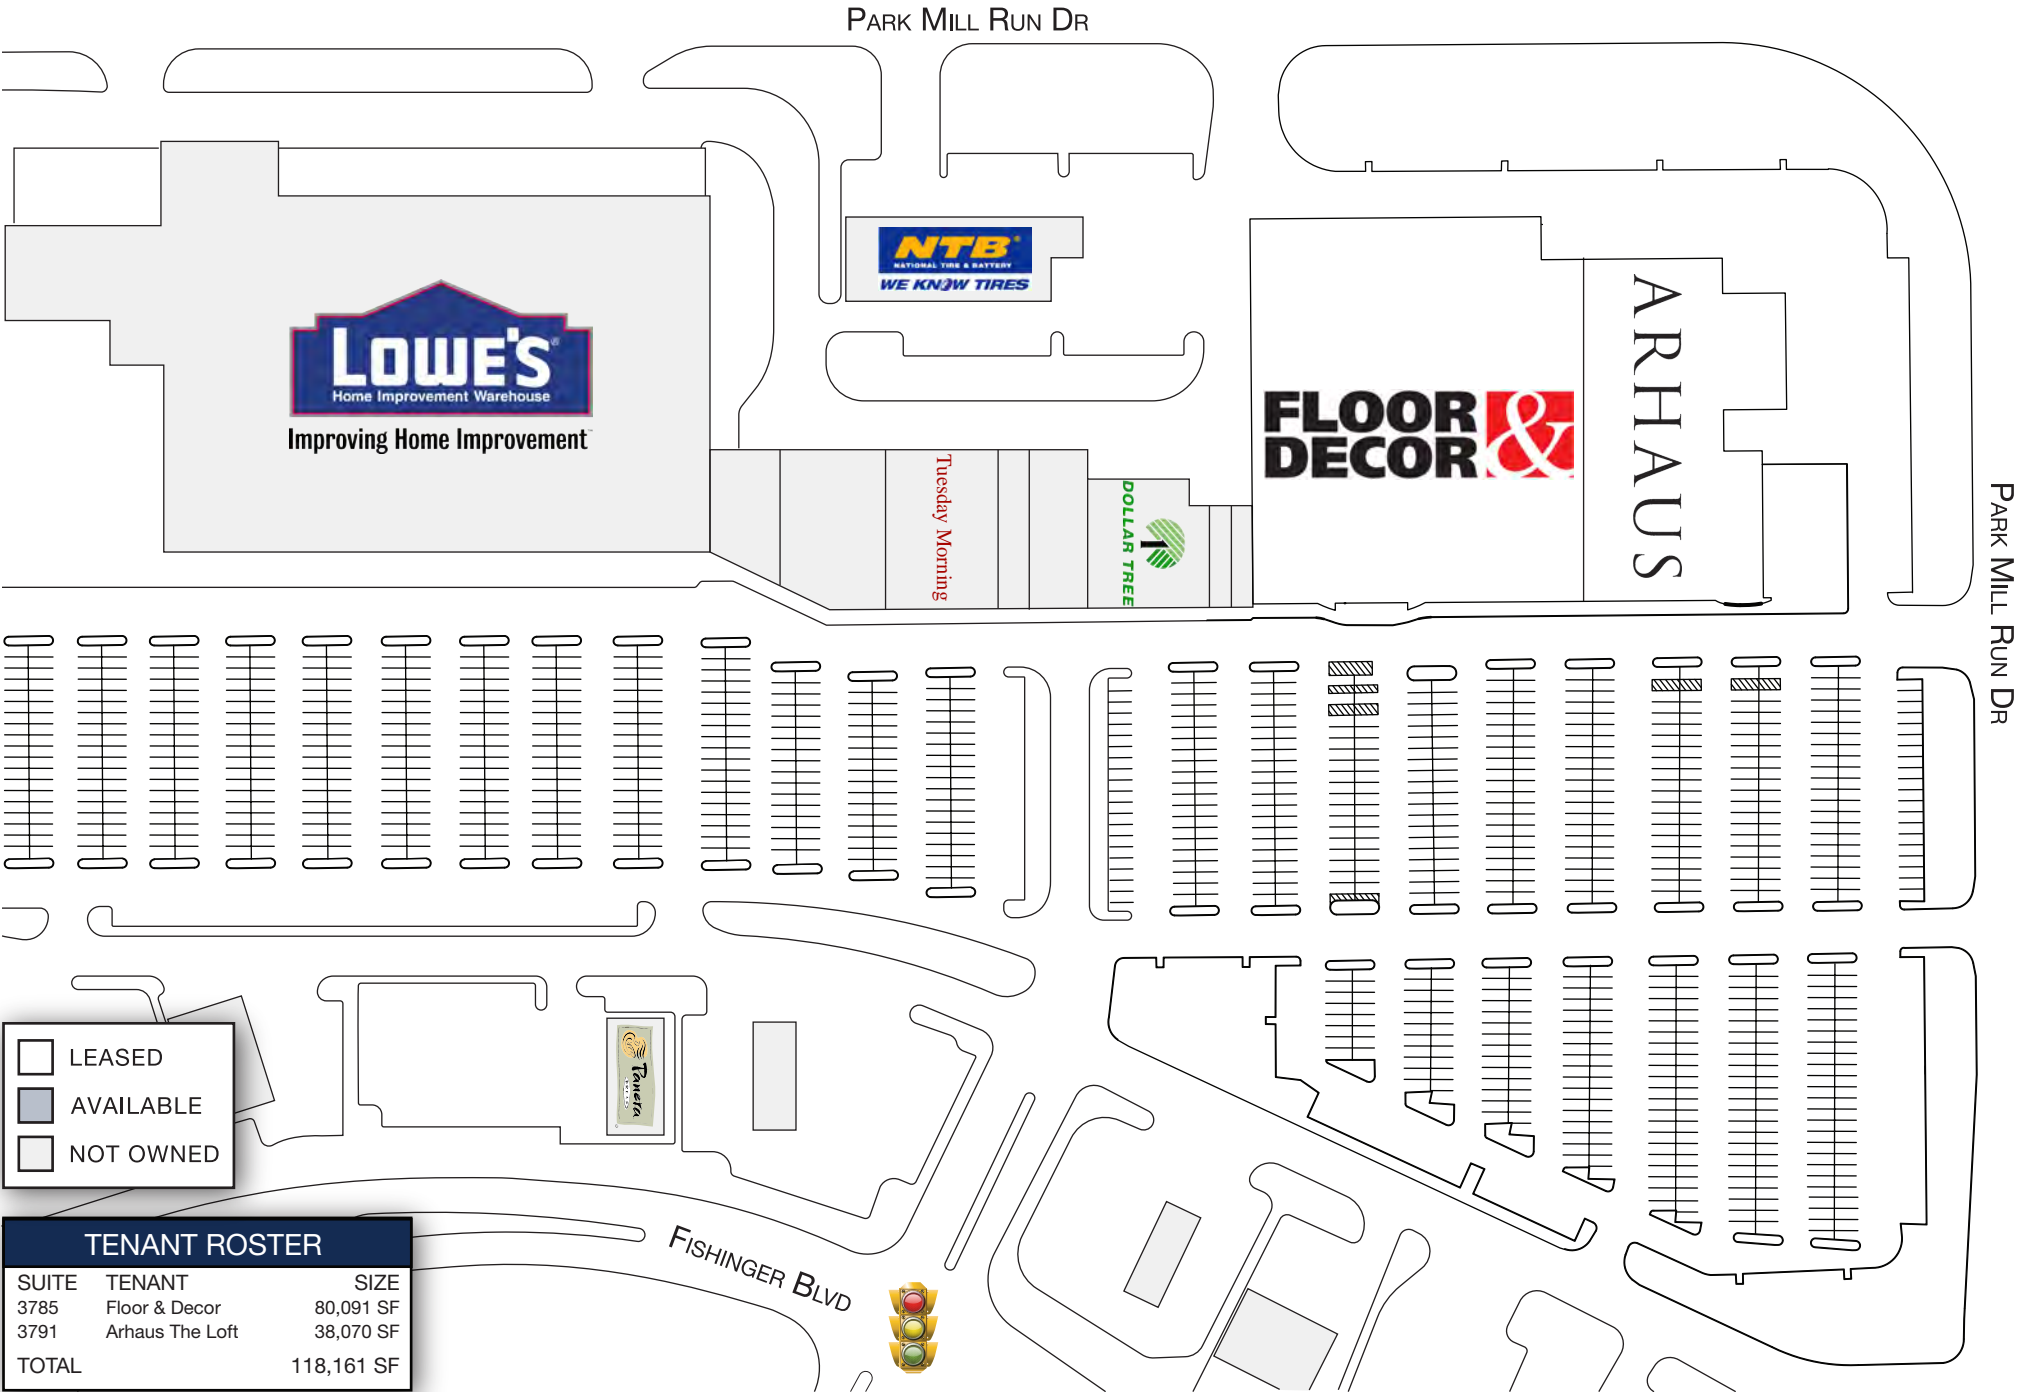 PARK MILL RUN DR
NTB
NATIONAL TIRE & BATTERY
WE KNOW TIRES
LOWE'S
Home Improvement Warehouse
Improving Home Improvement
FLOOR & DECOR
ARHAUS
Tuesday Morning
DOLLAR TREE
PARK MILL RUN DR
Panera
LEASED
AVAILABLE
NOT OWNED
FISHINGER BLVD
TENANT ROSTER
SUITE TENANT SIZE
3785 Floor & Decor 80,091 SF
3791 Arhaus The Loft 38,070 SF
TOTAL 118,161 SF